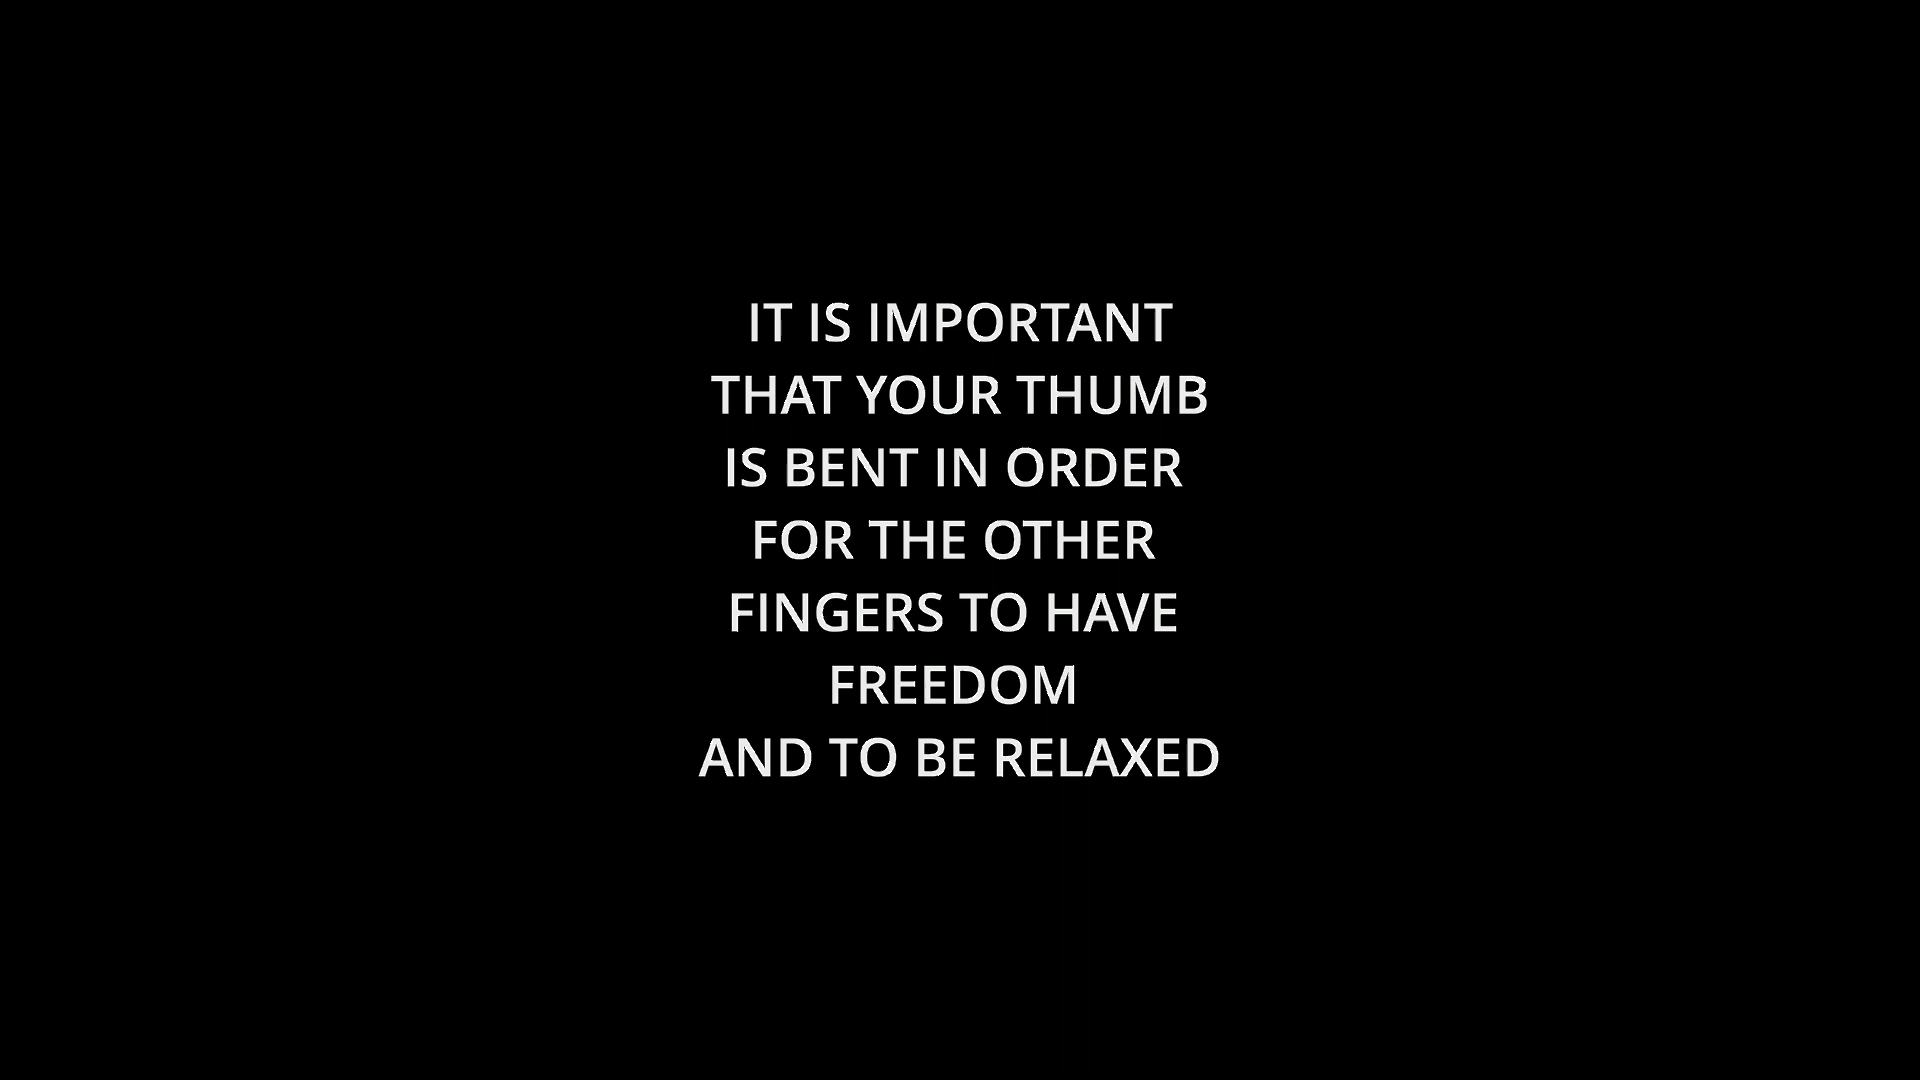 IT IS IMPORTANT
THAT YOUR THUMB
IS BENT IN ORDER
FOR THE OTHER
FINGERS TO HAVE
FREEDOM
AND TO BE RELAXED